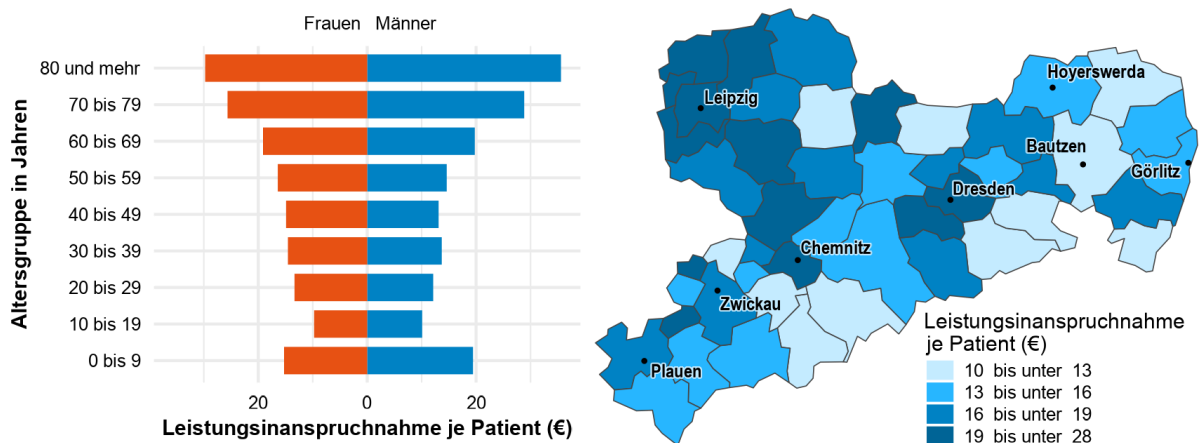 Frauen Männer
Altersgruppe in Jahren
80 und mehr
70 bis 79
60 bis 69
50 bis 59
40 bis 49
30 bis 39
20 bis 29
10 bis 19
0 bis 9
20 0 20
Leistungsinanspruchnahme je Patient (€)
Hoyerswerda
Leipzig
Bautzen
Görlitz
Dresden
Chemnitz
Zwickau
Plauen
Leistungsinanspruchnahme
je Patient (€)
10 bis unter 13
13 bis unter 16
16 bis unter 19
19 bis unter 28